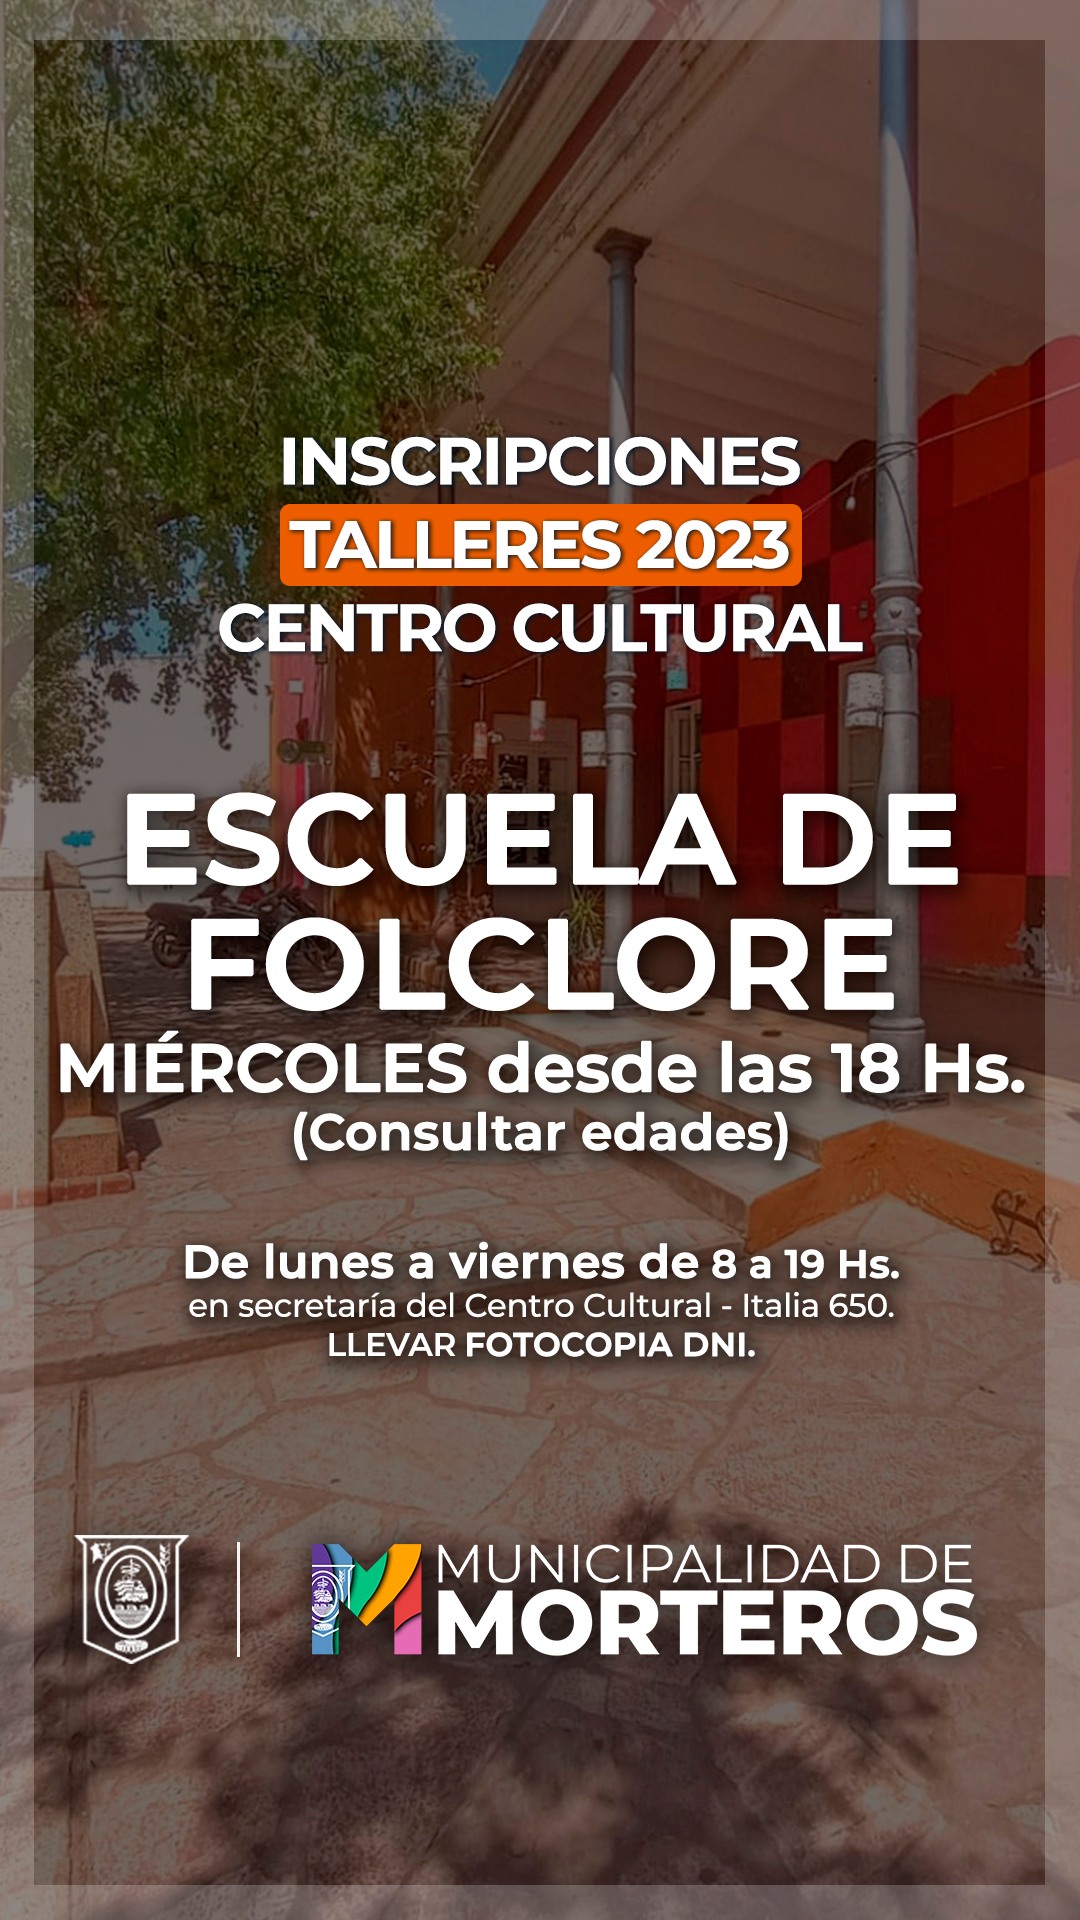 INSCRIPCIONES
TALLERES 2023
CENTRO CULTURAL
ESCUELA DE
FOLCLORE
MIÉRCOLES desde las 18 Hs.
(Consultar edades)
De lunes a viernes de 8 a 19 Hs.
en secretaría del Centro Cultural - Italia 650.
LLEVAR FOTOCOPIA DNI.
MUNICIPALIDAD DE
MORTEROS